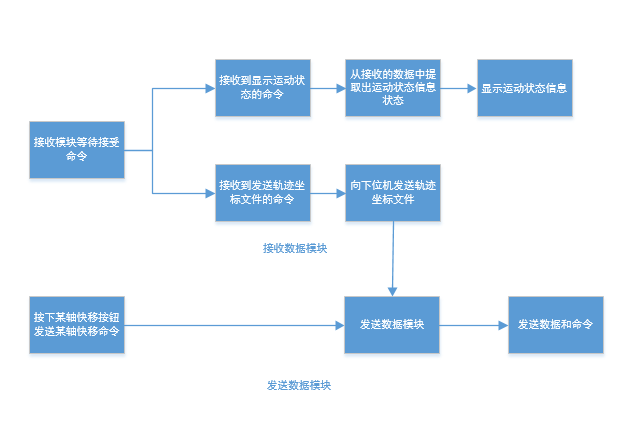 接收到显示运动状
态的命令
从接收的数据中提
取出运动状态信息
状态
显示运动状态信息
接收模块等待接受
命令
接收到发送轨迹坐
标文件的命令
向下位机发送轨迹
坐标文件
接收数据模块
按下某轴快移按钮
发送某轴快移命令
发送数据模块
发送数据和命令
发送数据模块